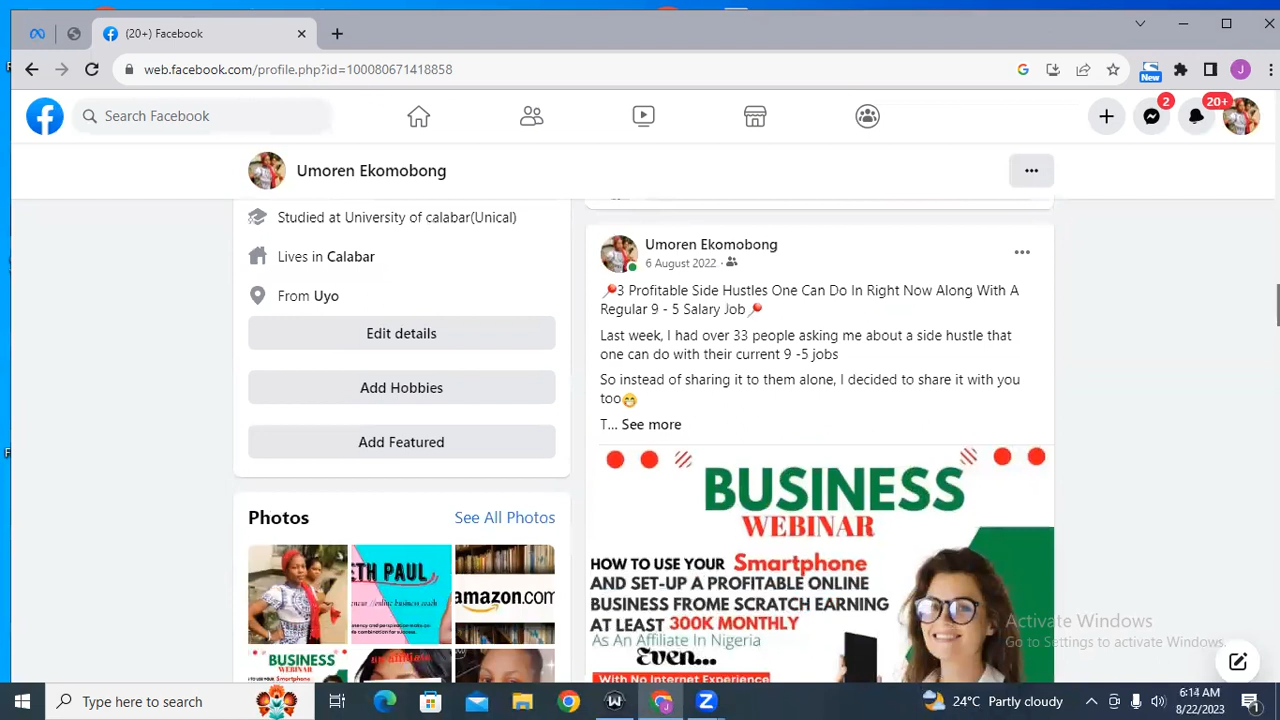 (20+) Facebook
web.facebook.com/profile.php?id=100080671418858
New
J
Search Facebook
2
20+
Umoren Ekomobong
Studied at University of calabar(Unical)
Lives in Calabar
From Uyo
Edit details
Add Hobbies
Add Featured
Photos
See All Photos
ETH PAUL
amazon.com
BUSINESS
WEBINAR
Umoren Ekomobong
6 August 2022 ·
3 Profitable Side Hustles One Can Do In Right Now Along With A
Regular 9 - 5 Salary Job
Last week, I had over 33 people asking me about a side hustle that
one can do with their current 9 -5 jobs
So instead of sharing it to them alone, I decided to share it with you
too
T... See more
BUSINESS
WEBINAR
HOW TO USE YOUR Smartphone
AND SET-UP A PROFITABLE ONLINE
BUSINESS FROME SCRATCH EARNING
AT LEAST 300K MONTHLY
As An Affiliate In Nigeria
Even...
With No Internet Experience
Activate Windows
Go to Settings to activate Windows.
Type here to search
24°C Partly cloudy
6:14 AM
8/22/2023
1